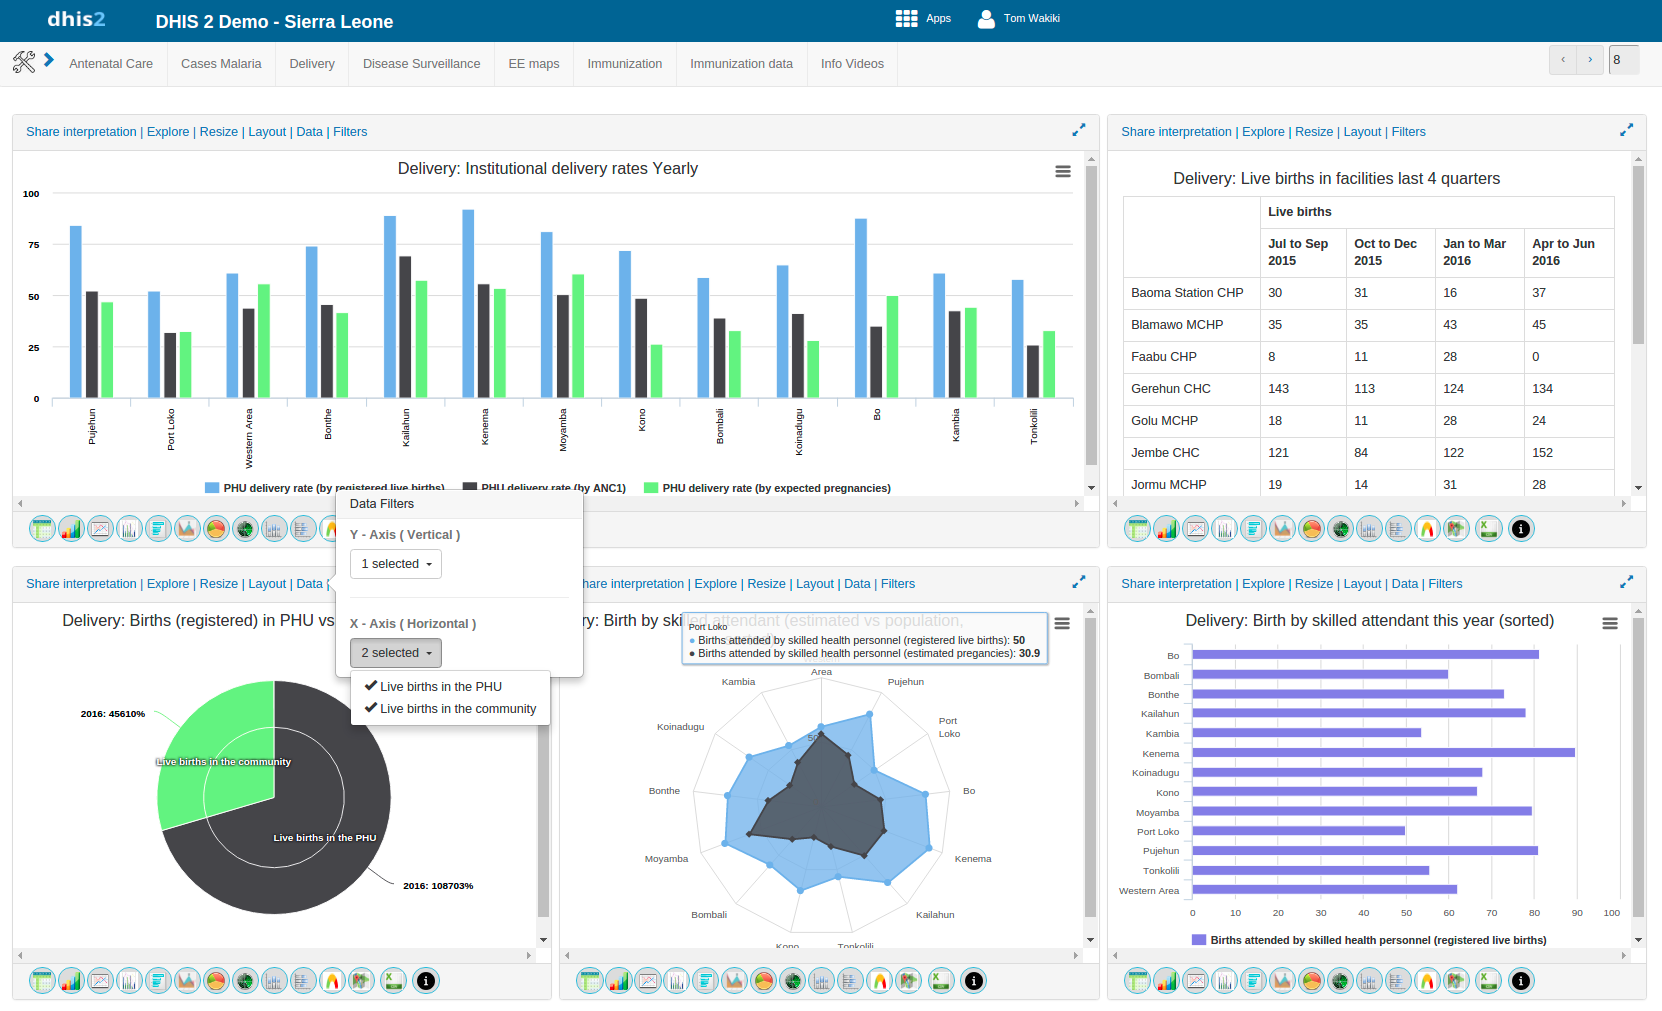 dhis2
DHIS 2 Demo - Sierra Leone
Apps
Tom Wakiki
Antenatal Care
Cases Malaria
Delivery
Disease Surveillance
EE maps
Immunization
Immunization data
Info Videos
‹ ›
8
Share interpretation | Explore | Resize | Layout | Data | Filters
Delivery: Institutional delivery rates Yearly
100
75
50
25
0
Pujehun
Port Loko
Western Area
Bonthe
Kailahun
Kenema
Moyamba
Kono
Bombali
Koinadugu
Bo
Kambia
Tonkolili
PHU delivery rate (by registered live births)
PHU delivery rate (by ANC1)
PHU delivery rate (by expected pregnancies)
Share interpretation | Explore | Resize | Layout | Filters
Delivery: Live births in facilities last 4 quarters
Live births
Jul to Sep 2015 Oct to Dec 2015 Jan to Mar 2016 Apr to Jun 2016
Baoma Station CHP 30 31 16 37
Blamawo MCHP 35 35 43 45
Faabu CHP 8 11 28 0
Gerehun CHC 143 113 124 134
Golu MCHP 18 11 28 24
Jembe CHC 121 84 122 152
Jormu MCHP 19 14 31 28
Share interpretation | Explore | Resize | Layout | Data |
Delivery: Births (registered) in PHU vs
2016: 45610%
Live births in the community
Live births in the PHU
2016: 108703%
Data Filters
Y - Axis ( Vertical )
1 selected
X - Axis ( Horizontal )
2 selected
Live births in the PHU
Live births in the community
hare interpretation | Explore | Resize | Layout | Data | Filters
ry: Birth by skilled attendant (estimated vs population,
Port Loko
● Births attended by skilled health personnel (registered live births): 50
● Births attended by skilled health personnel (estimated pregancies): 30.9
Area
Pujehun
Port
Loko
Bo
Kenema
Kailahun
Tonkolili
Kono
Bombali
Moyamba
Bonthe
Koinadugu
Kambia
50
Share interpretation | Explore | Resize | Layout | Data | Filters
Delivery: Birth by skilled attendant this year (sorted)
Bo
Bombali
Bonthe
Kailahun
Kambia
Kenema
Koinadugu
Kono
Moyamba
Port Loko
Pujehun
Tonkolili
Western Area
0 10 20 30 40 50 60 70 80 90 100
Births attended by skilled health personnel (registered live births)